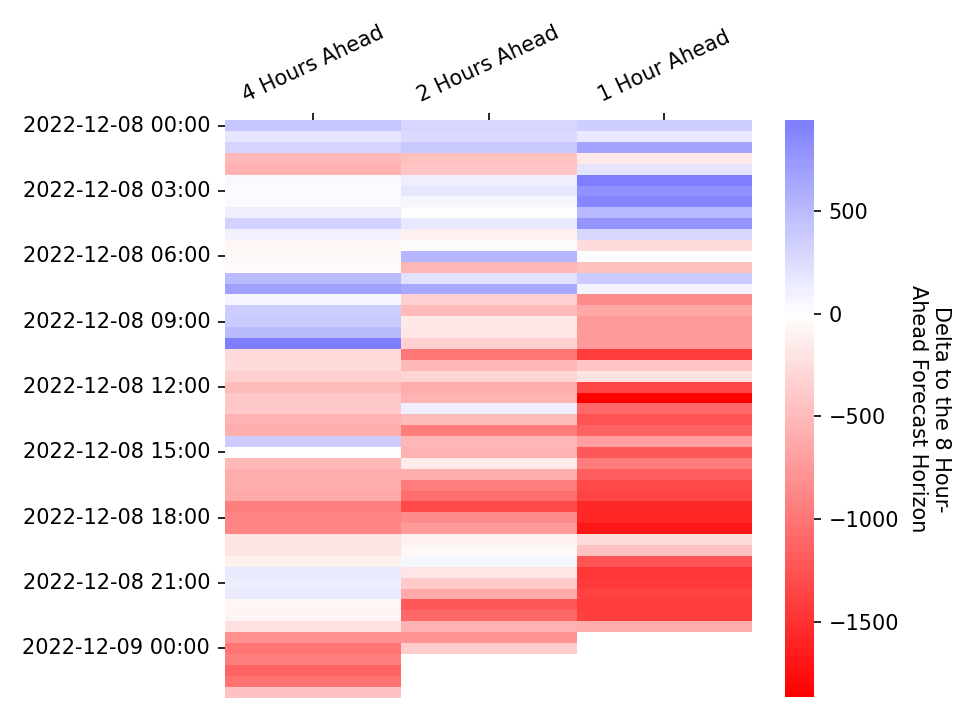 4 Hours Ahead
2 Hours Ahead
1 Hour Ahead
2022-12-08 00:00
2022-12-08 03:00
2022-12-08 06:00
2022-12-08 09:00
2022-12-08 12:00
2022-12-08 15:00
2022-12-08 18:00
2022-12-08 21:00
2022-12-09 00:00
500
0
−500
−1000
−1500
Delta to the 8 Hour-
Ahead Forecast Horizon